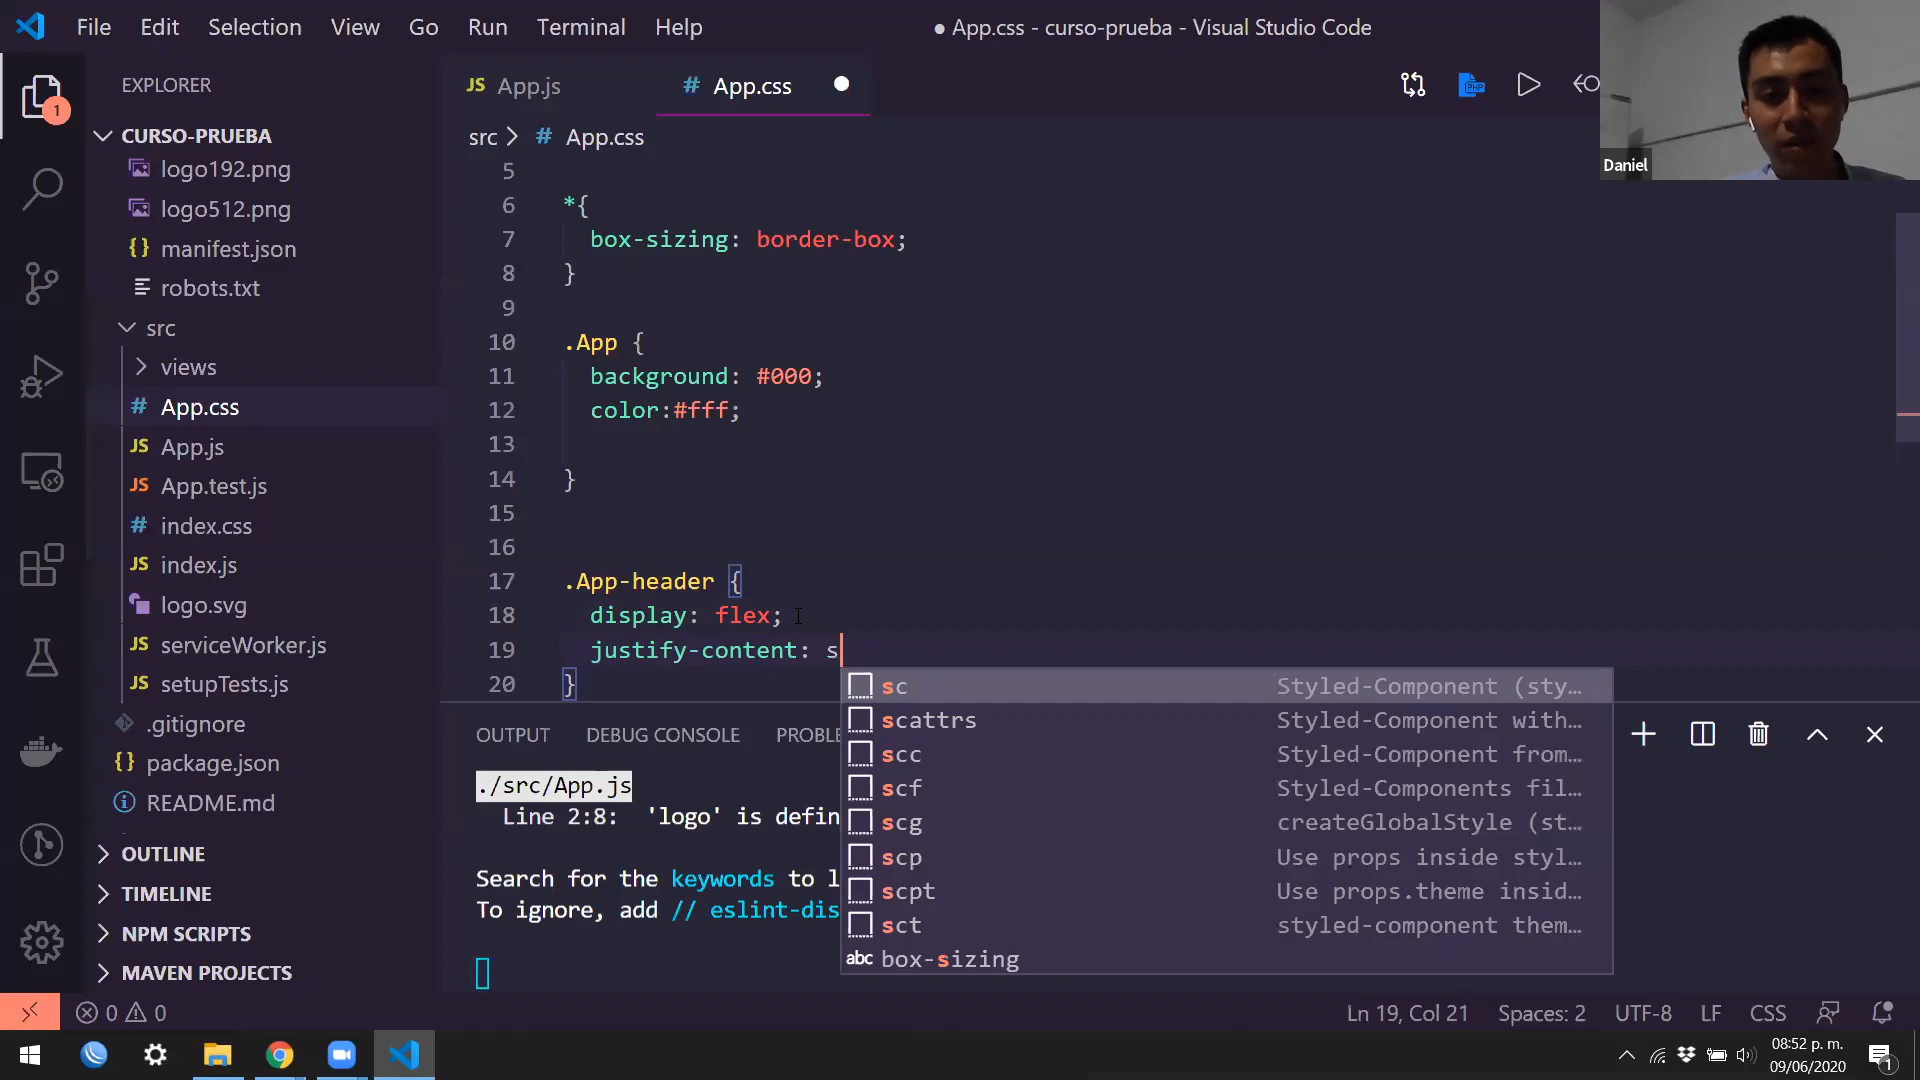 File Edit Selection View Go Run Terminal Help
● App.css - curso-prueba - Visual Studio Code
Daniel
1
EXPLORER
CURSO-PRUEBA
logo192.png
logo512.png
{} manifest.json
robots.txt
src
views
# App.css
JS App.js
JS App.test.js
# index.css
JS index.js
logo.svg
JS serviceWorker.js
JS setupTests.js
.gitignore
{} package.json
README.md
OUTLINE
TIMELINE
NPM SCRIPTS
MAVEN PROJECTS
JS App.js
# App.css ●
PHP
src > # App.css
5
6 *{
7 box-sizing: border-box;
8 }
9
10 .App {
11 background: #000;
12 color:#fff;
13
14 }
15
16
17 .App-header {
18 display: flex;
19 justify-content: s
20 }
sc Styled-Component (sty…
scattrs Styled-Component with…
scc Styled-Component from…
scf Styled-Components fil…
scg createGlobalStyle (st…
scp Use props inside styl…
scpt Use props.theme insid…
sct styled-component them…
abc box-sizing
OUTPUT DEBUG CONSOLE PROBLE
./src/App.js
Line 2:8: 'logo' is defin
Search for the keywords to l
To ignore, add // eslint-dis
0 0
Ln 19, Col 21 Spaces: 2 UTF-8 LF CSS
08:52 p. m.
09/06/2020
1